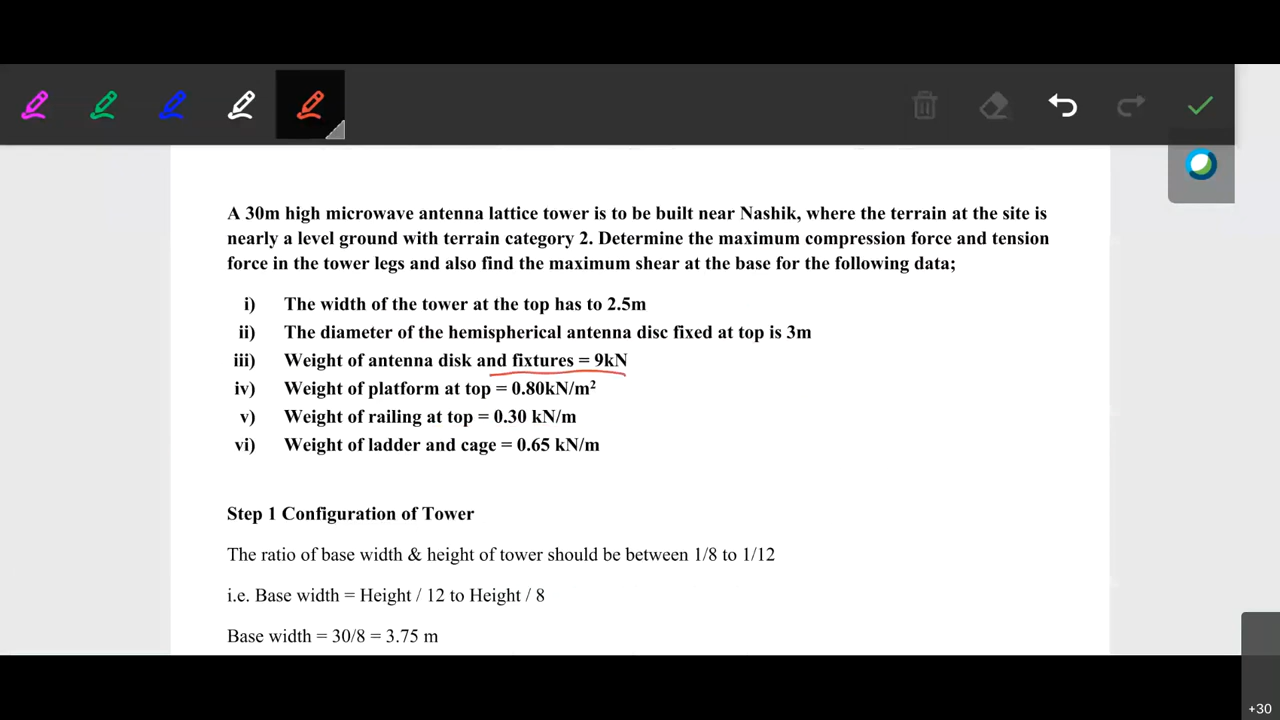 A 30m high microwave antenna lattice tower is to be built near Nashik, where the terrain at the site is
nearly a level ground with terrain category 2. Determine the maximum compression force and tension
force in the tower legs and also find the maximum shear at the base for the following data;
i) The width of the tower at the top has to 2.5m
ii) The diameter of the hemispherical antenna disc fixed at top is 3m
iii) Weight of antenna disk and fixtures = 9kN
iv) Weight of platform at top = 0.80kN/m²
v) Weight of railing at top = 0.30 kN/m
vi) Weight of ladder and cage = 0.65 kN/m
Step 1 Configuration of Tower
The ratio of base width & height of tower should be between 1/8 to 1/12
i.e. Base width = Height / 12 to Height / 8
Base width = 30/8 = 3.75 m
+30